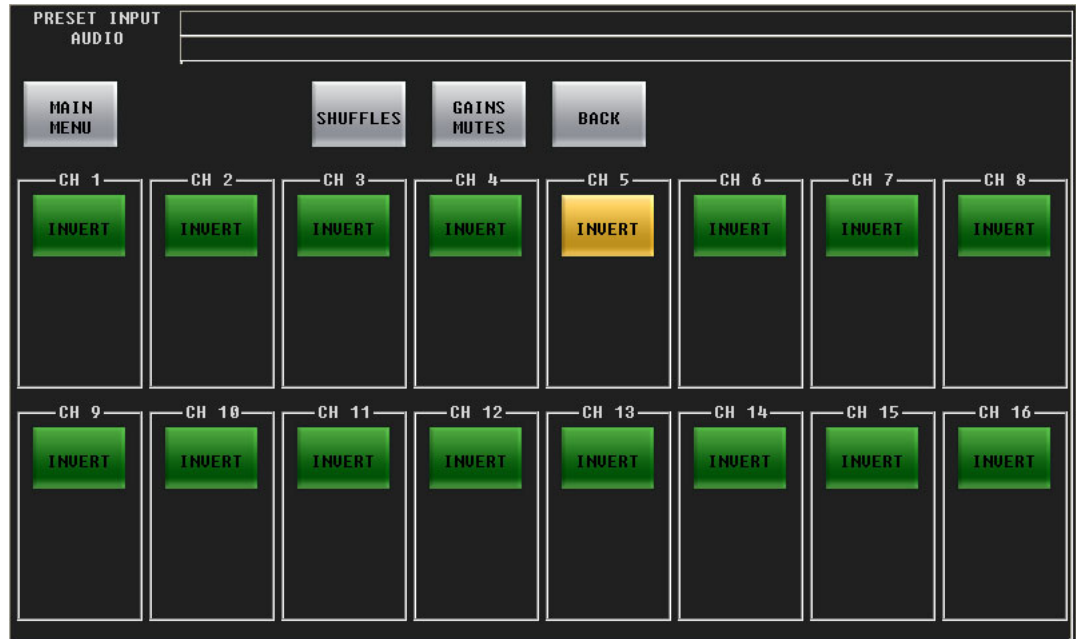 PRESET INPUT
AUDIO
MAIN
MENU
SHUFFLES
GAINS
MUTES
BACK
CH 1 CH 2 CH 3 CH 4 CH 5 CH 6 CH 7 CH 8
INVERT INVERT INVERT INVERT INVERT INVERT INVERT INVERT
CH 9 CH 10 CH 11 CH 12 CH 13 CH 14 CH 15 CH 16
INVERT INVERT INVERT INVERT INVERT INVERT INVERT INVERT